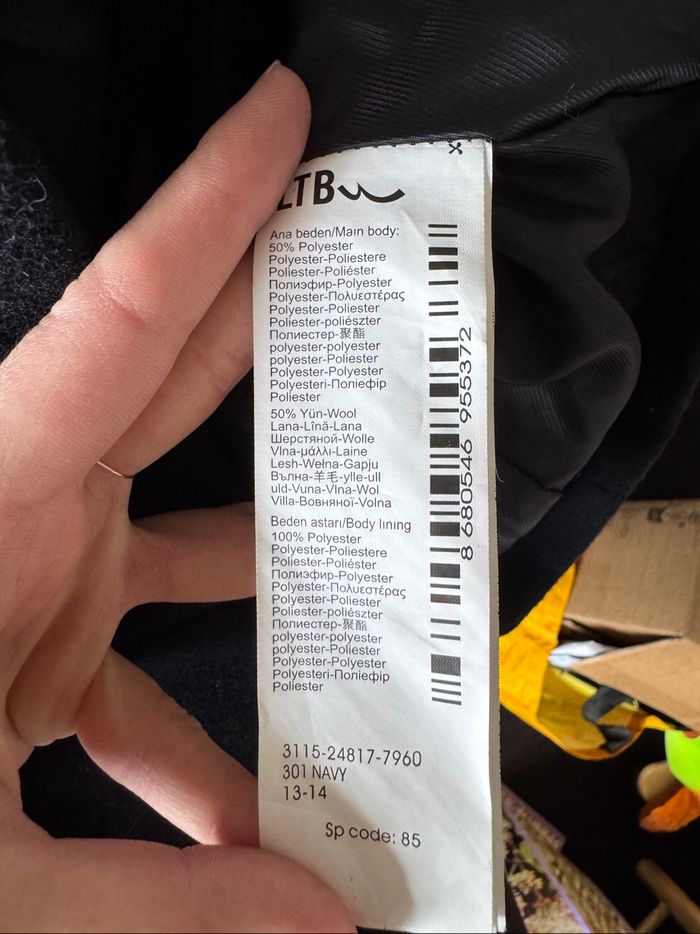 LTB
Ana beden/Main body:
50% Polyester
Polyester-Poliestere
Poliester-Poliéster
Полиэфир-Polyester
Polyester-Πολυεστέρας
Polyester-Poliester
Poliester-poliészter
Полиестер-聚酯
polyester-polyester
polyester-Poliester
Polyester-Polyester
Polyesteri-Поліефір
Poliester
50% Yün-Wool
Lana-Lînă-Lana
Шерстяной-Wolle
Vlna-μάλλι-Laine
Lesh-Wełna-Gapju
Вълна-羊毛-ylle-ull
uld-Vuna-Vlna-Wol
Villa-Вовняної-Volna
Beden astarı/Body lining
100% Polyester
Polyester-Poliestere
Poliester-Poliéster
Полиэфир-Polyester
Polyester-Πολυεστέρας
Polyester-Poliester
Poliester-poliészter
Полиестер-聚酯
polyester-polyester
polyester-Poliester
Polyester-Polyester
Polyesteri-Поліефір
Poliester
8 680546 955372
3115-24817-7960
301 NAVY
13-14
Sp code: 85